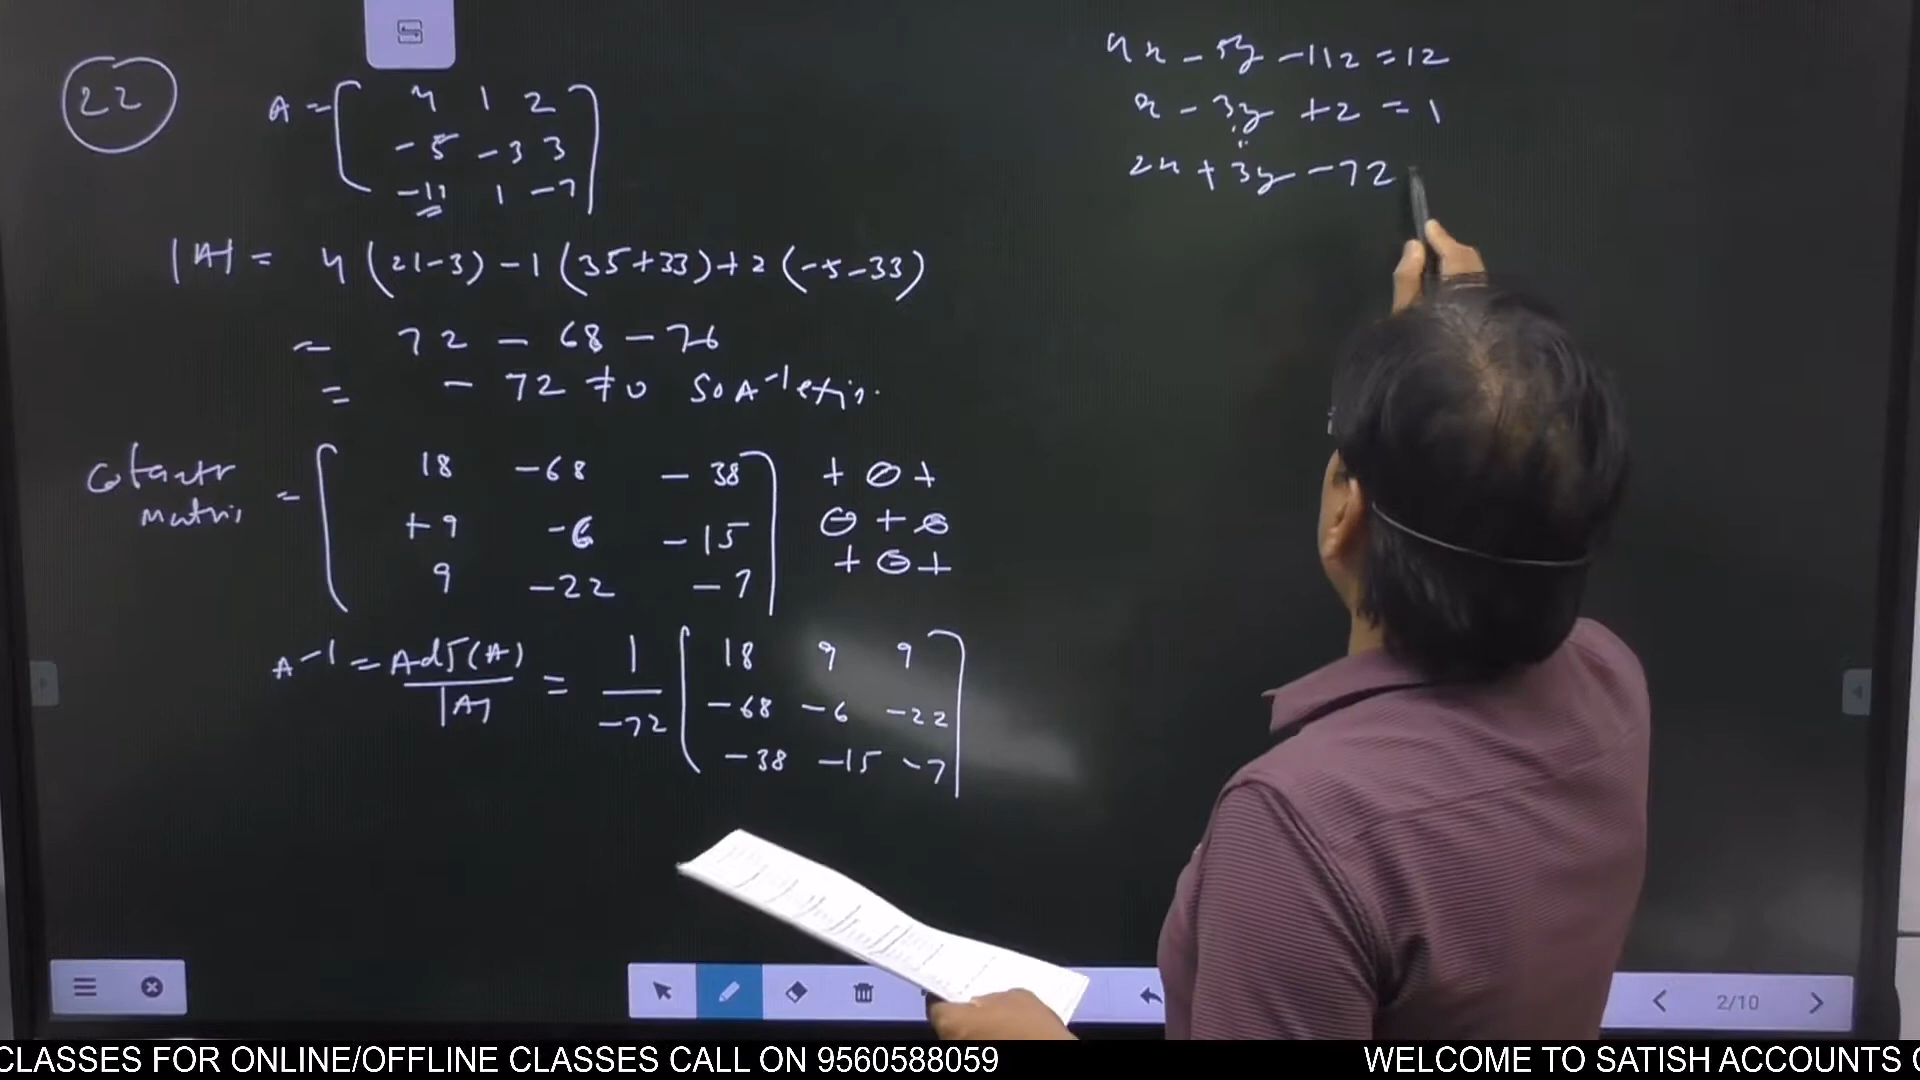 22
A = [ 4 1 2
-5 -3 3
-11 1 -7 ]
|A| = 4 (21-3) -1 (35+33) +2 (-5-33)
= 72 - 68 - 76
= - 72 ≠ 0 So A⁻¹ exis.
Cofactr matrix = [ 18 -68 -38
+9 -6 -15
9 -22 -7 ]
+ ⊖ +
⊖ + ⊖
+ ⊖ +
A⁻¹ = Adj(A) / |A| = 1 / -72 [ 18 9 9
-68 -6 -22
-38 -15 -7 ]
4x - 5y - 11z = 12
x - 3y + z = 1
2x + 3y - 7z
2/10
CLASSES FOR ONLINE/OFFLINE CLASSES CALL ON 9560588059
WELCOME TO SATISH ACCOUNTS